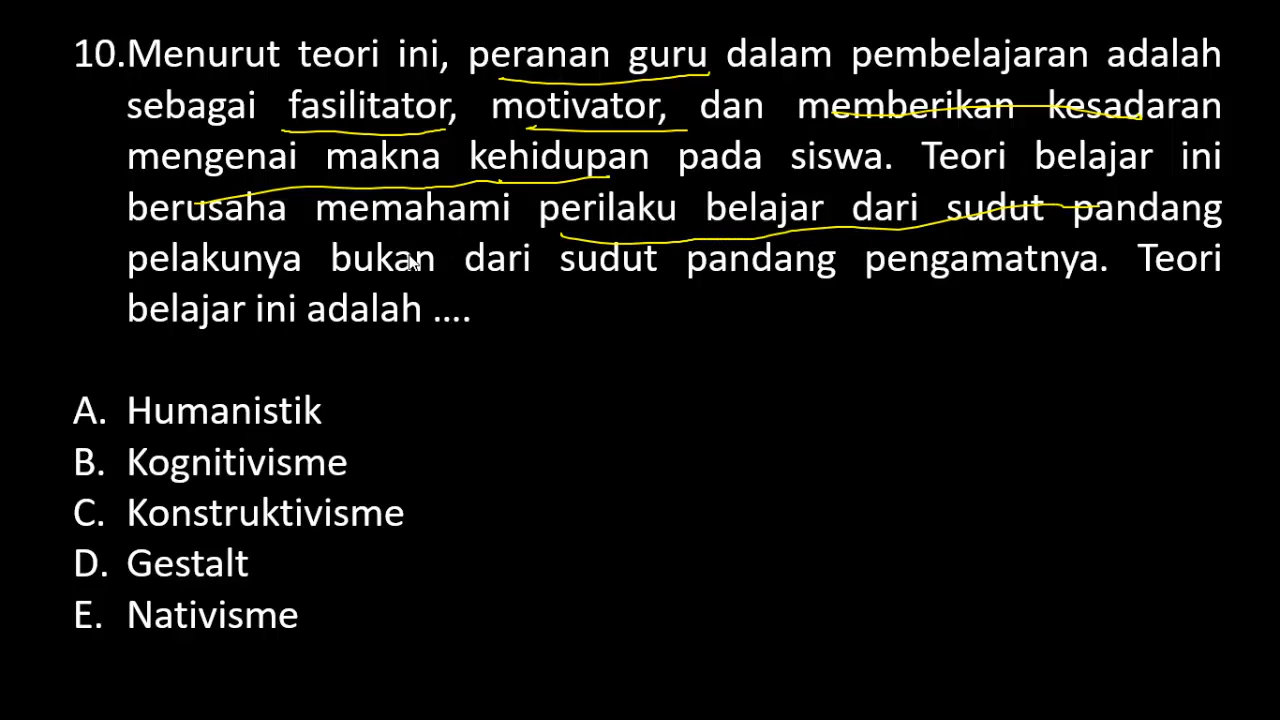 10.Menurut teori ini, peranan guru dalam pembelajaran adalah
sebagai fasilitator, motivator, dan memberikan kesadaran
mengenai makna kehidupan pada siswa. Teori belajar ini
berusaha memahami perilaku belajar dari sudut pandang
pelakunya bukan dari sudut pandang pengamatnya. Teori
belajar ini adalah ....
A. Humanistik
B. Kognitivisme
C. Konstruktivisme
D. Gestalt
E. Nativisme